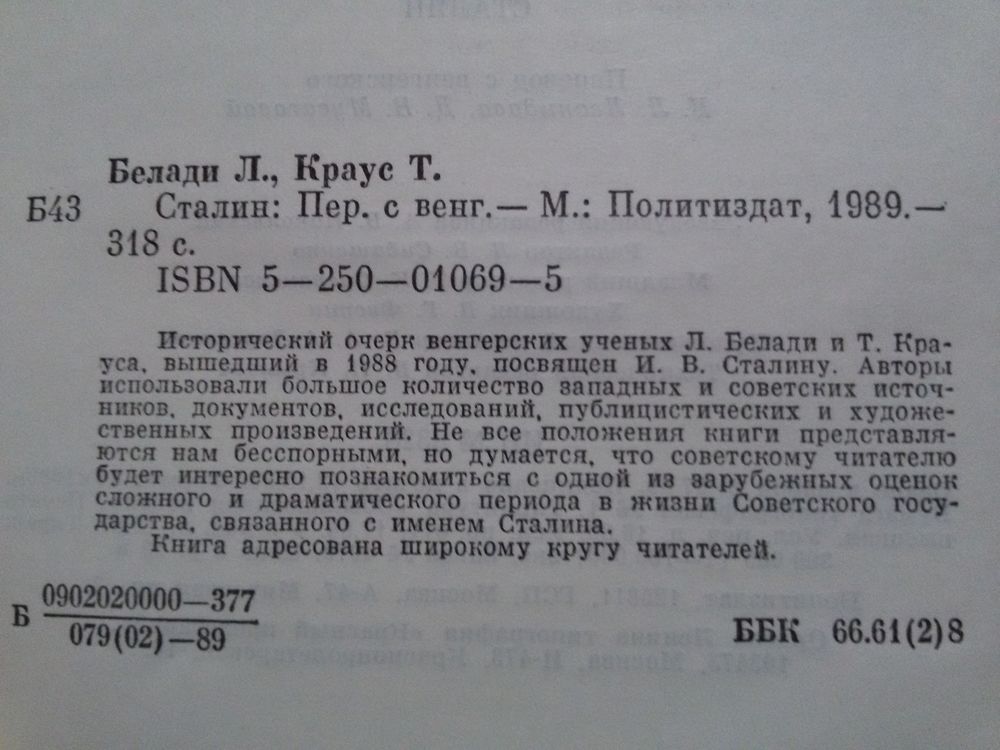 Белади Л., Краус Т.
Б43 Сталин: Пер. с венг.— М.: Политиздат, 1989.—
318 с.
ISBN 5—250—01069—5
Исторический очерк венгерских ученых Л. Белади и Т. Кра-
уса, вышедший в 1988 году, посвящен И. В. Сталину. Авторы
использовали большое количество западных и советских источ-
ников, документов, исследований, публицистических и художе-
ственных произведений. Не все положения книги представля-
ются нам бесспорными, но думается, что советскому читателю
будет интересно познакомиться с одной из зарубежных оценок
сложного и драматического периода в жизни Советского госу-
дарства, связанного с именем Сталина.
Книга адресована широкому кругу читателей.
Б 0902020000—377
079(02)—89
ББК 66.61(2)8